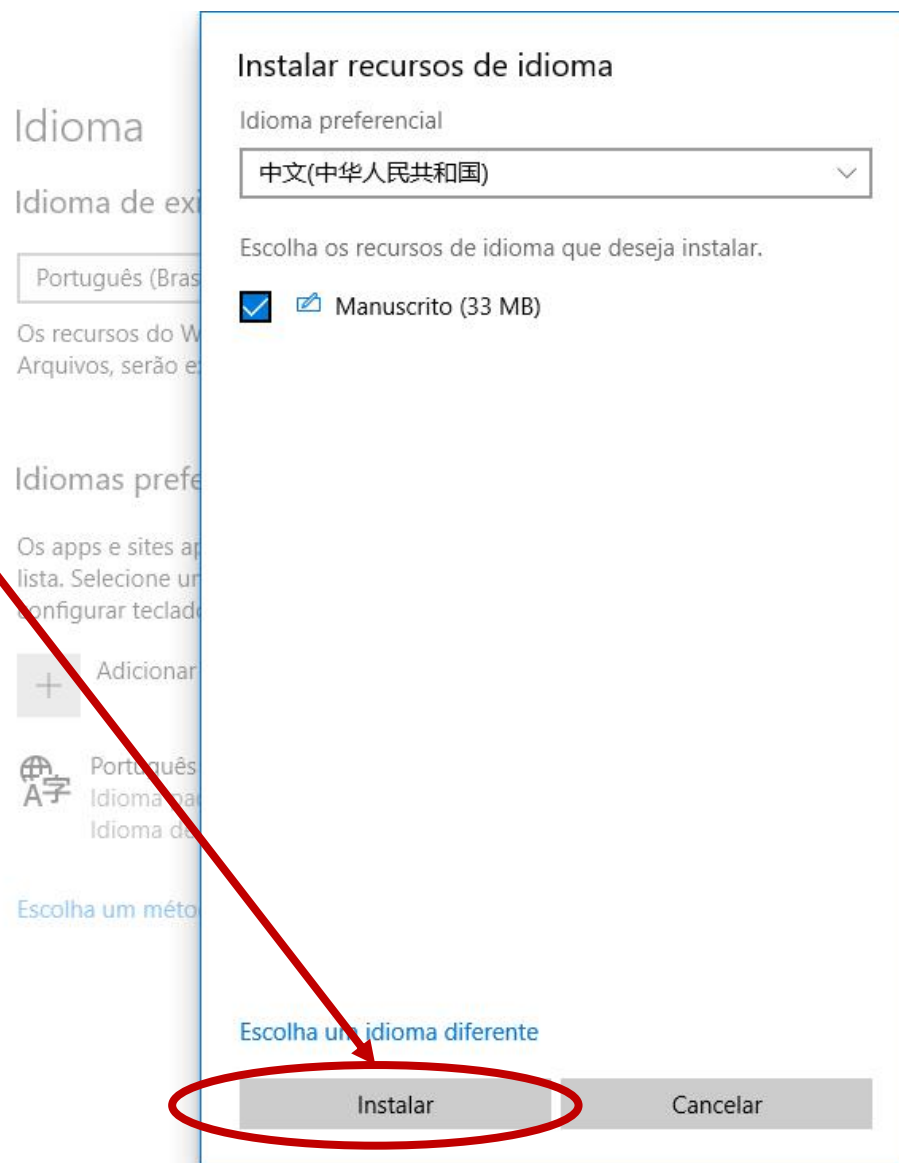 Idioma
Idioma de exi
Português (Bras
Os recursos do W
Arquivos, serão e
Idiomas prefe
Os apps e sites ap
lista. Selecione um
configurar teclado
Adicionar
Português
Idioma pa
Idioma de
Escolha um méto
Instalar recursos de idioma
Idioma preferencial
中文(中华人民共和国)
Escolha os recursos de idioma que deseja instalar.
Manuscrito (33 MB)
Escolha um idioma diferente
Instalar
Cancelar